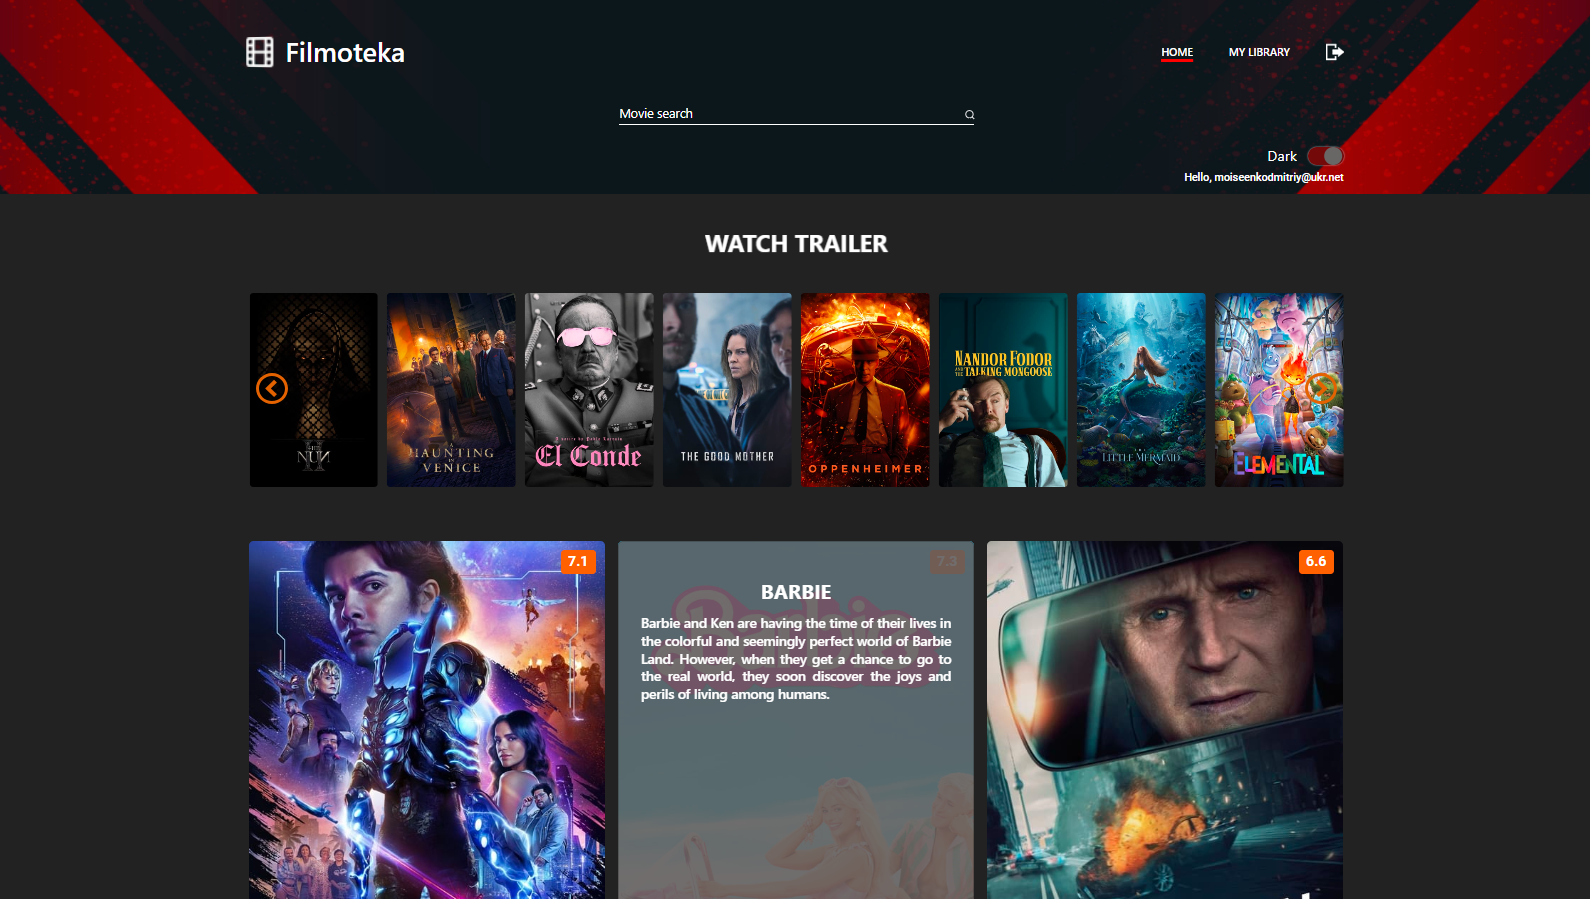 Filmoteka
HOME
MY LIBRARY
Movie search
Dark
Hello, moiseenkodmitriy@ukr.net
WATCH TRAILER
THE
NUN
II
A
HAUNTING
IN
VENICE
El Conde
THE GOOD MOTHER
OPPENHEIMER
NANDOR FODOR
AND THE TALKING MONGOOSE
THE
LITTLE MERMAID
ELEMENTAL
7.1
7.3
6.6
Barbie
BARBIE
Barbie and Ken are having the time of their lives in
the colorful and seemingly perfect world of Barbie
Land. However, when they get a chance to go to
the real world, they soon discover the joys and
perils of living among humans.